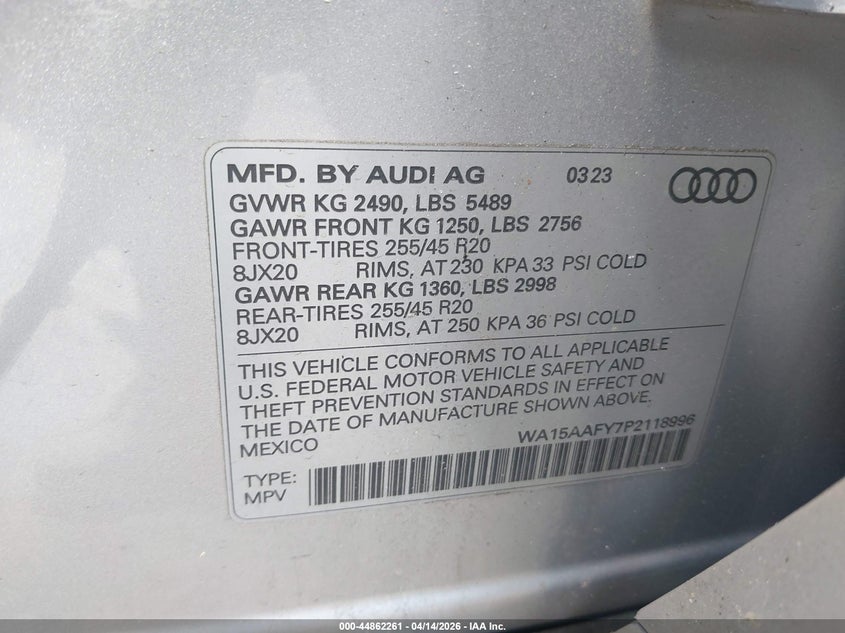 MFD. BY AUDI AG 03 23
GVWR KG 2490, LBS 5489
GAWR FRONT KG 1250, LBS 2756
FRONT-TIRES 255/45 R20
8JX20 RIMS, AT 230 KPA 33 PSI COLD
GAWR REAR KG 1360, LBS 2998
REAR-TIRES 255/45 R20
8JX20 RIMS, AT 250 KPA 36 PSI COLD
THIS VEHICLE CONFORMS TO ALL APPLICABLE
U.S. FEDERAL MOTOR VEHICLE SAFETY AND
THEFT PREVENTION STANDARDS IN EFFECT ON
THE DATE OF MANUFACTURE SHOWN ABOVE.
MEXICO WA15AAFY7P2118996
TYPE:
MPV
000-44862261 - 04/14/2026 - IAA Inc.